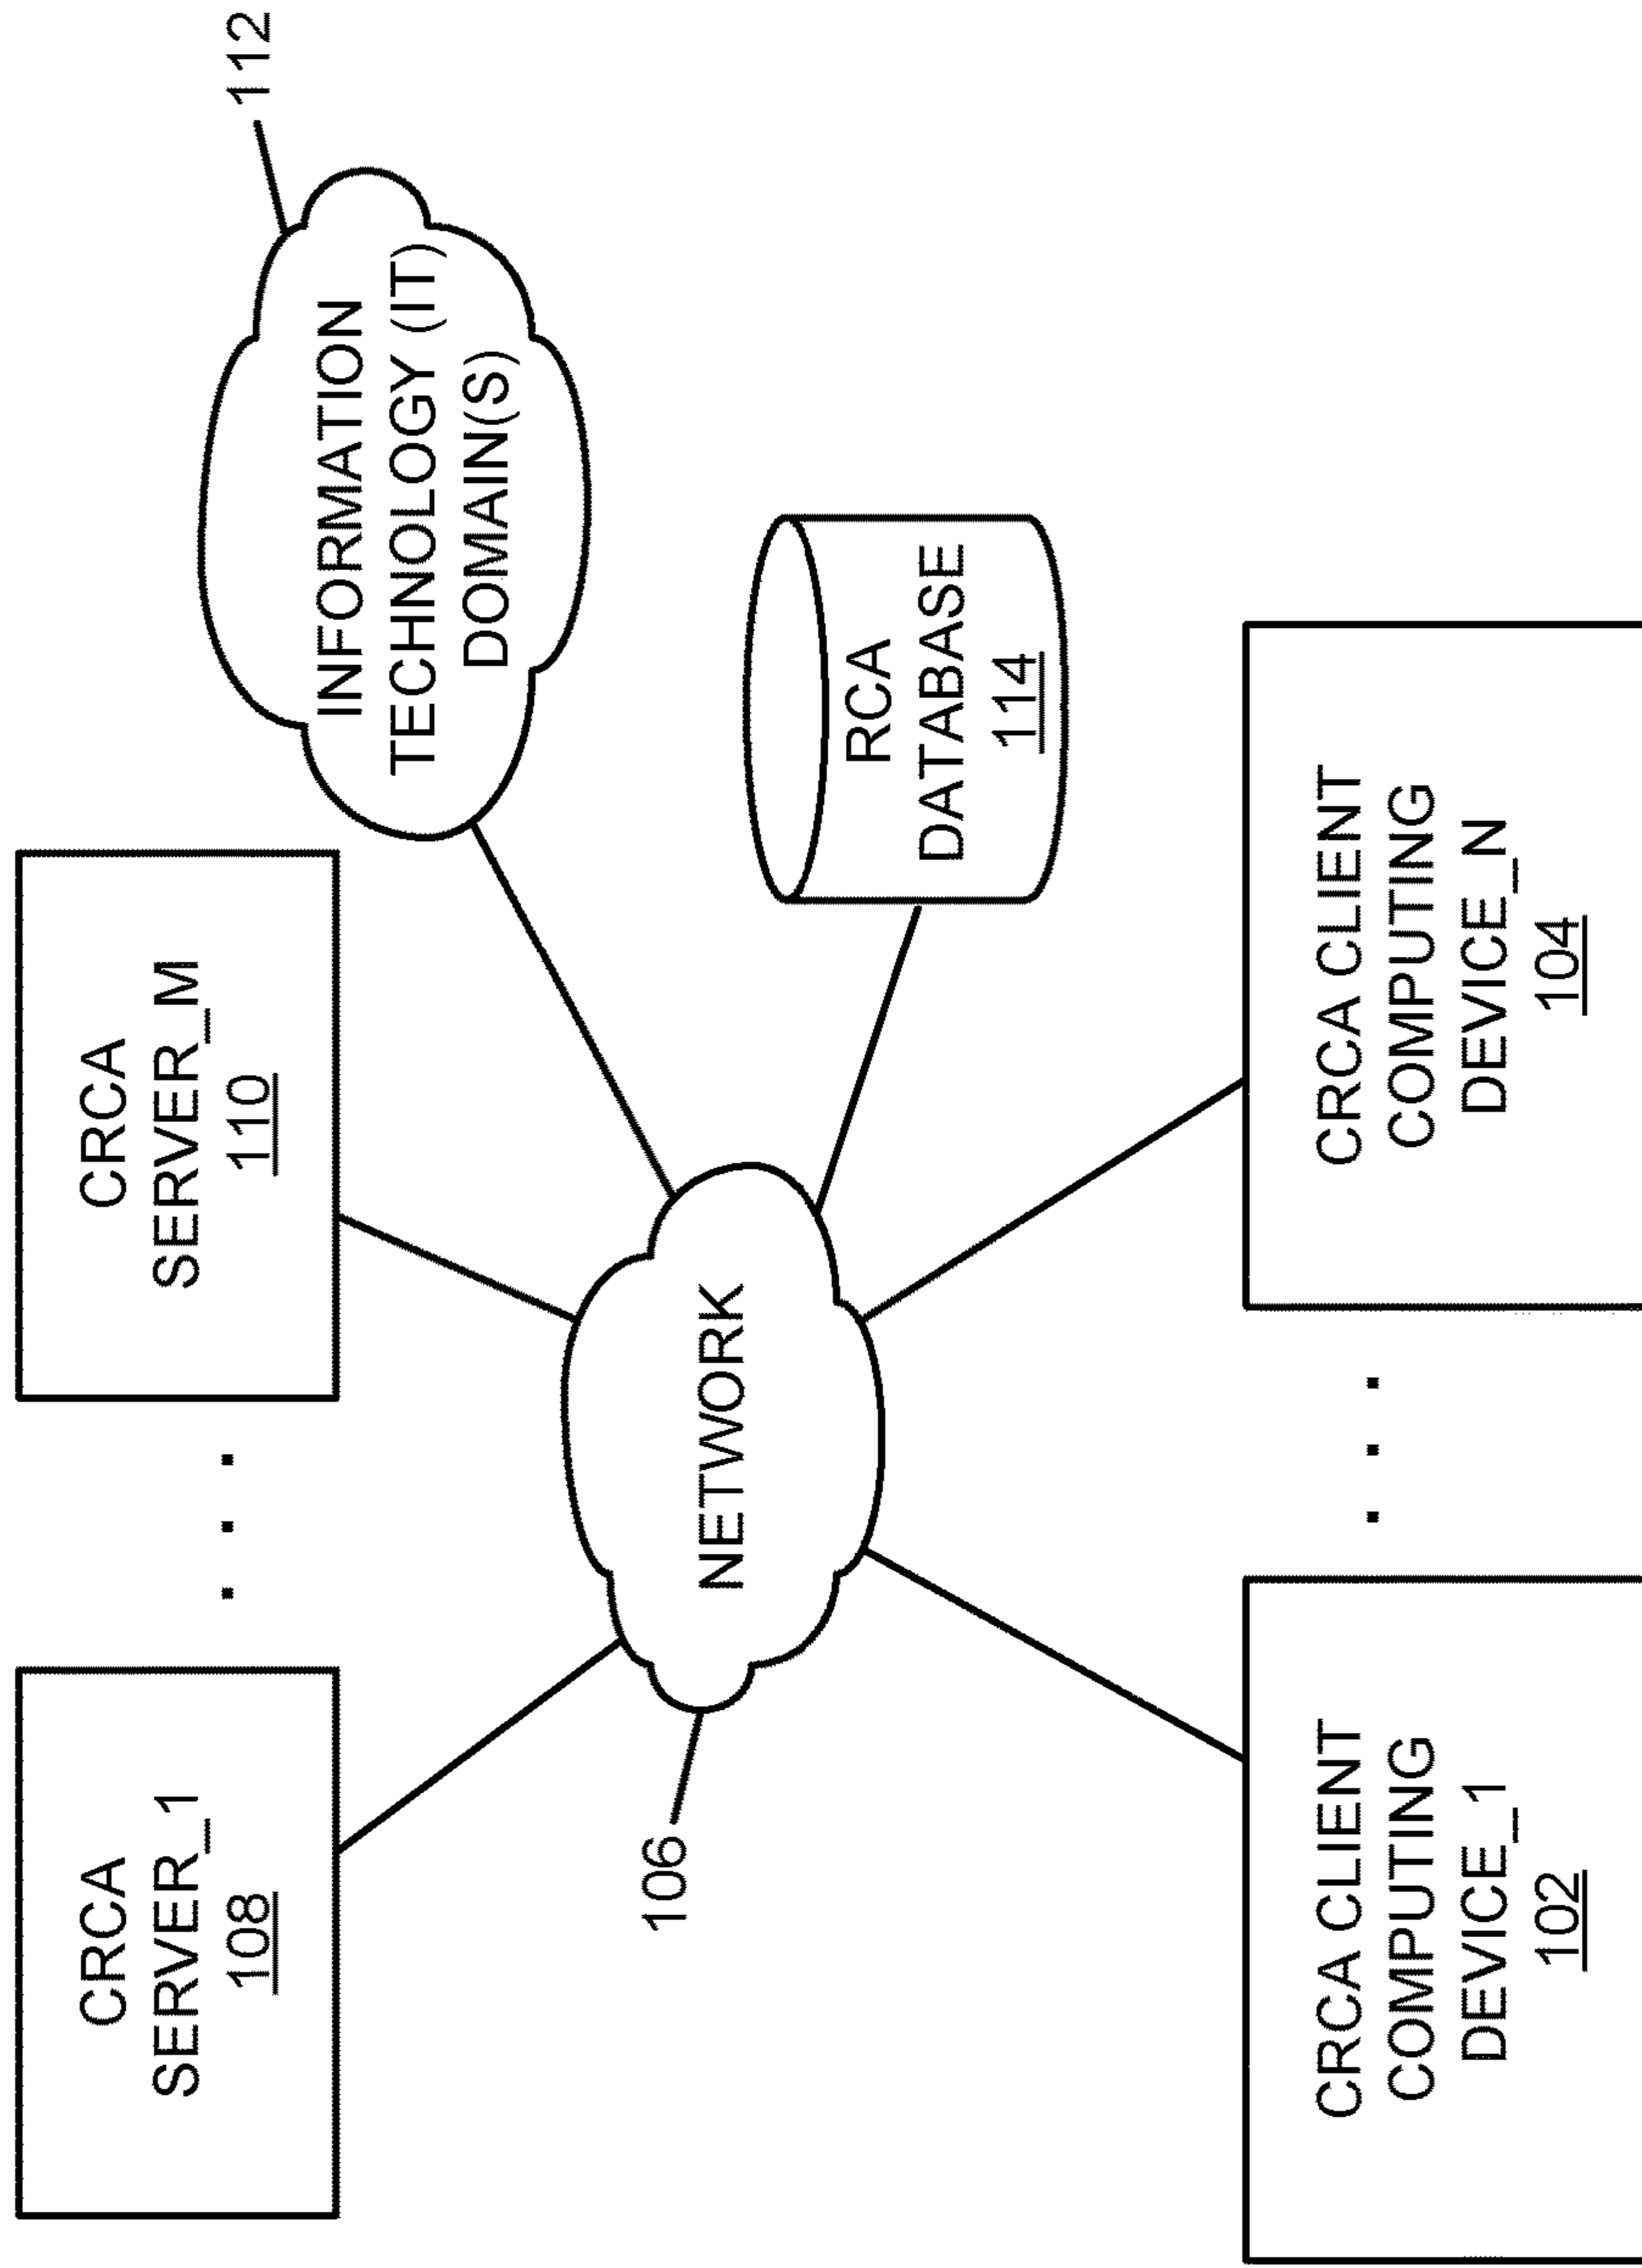 CRCA
SERVER_1
108
CRCA
SERVER_M
110
112
INFORMATION
TECHNOLOGY (IT)
DOMAIN(S)
NETWORK
106
RCA
DATABASE
114
CRCA CLIENT
COMPUTING
DEVICE_1
102
CRCA CLIENT
COMPUTING
DEVICE_N
104